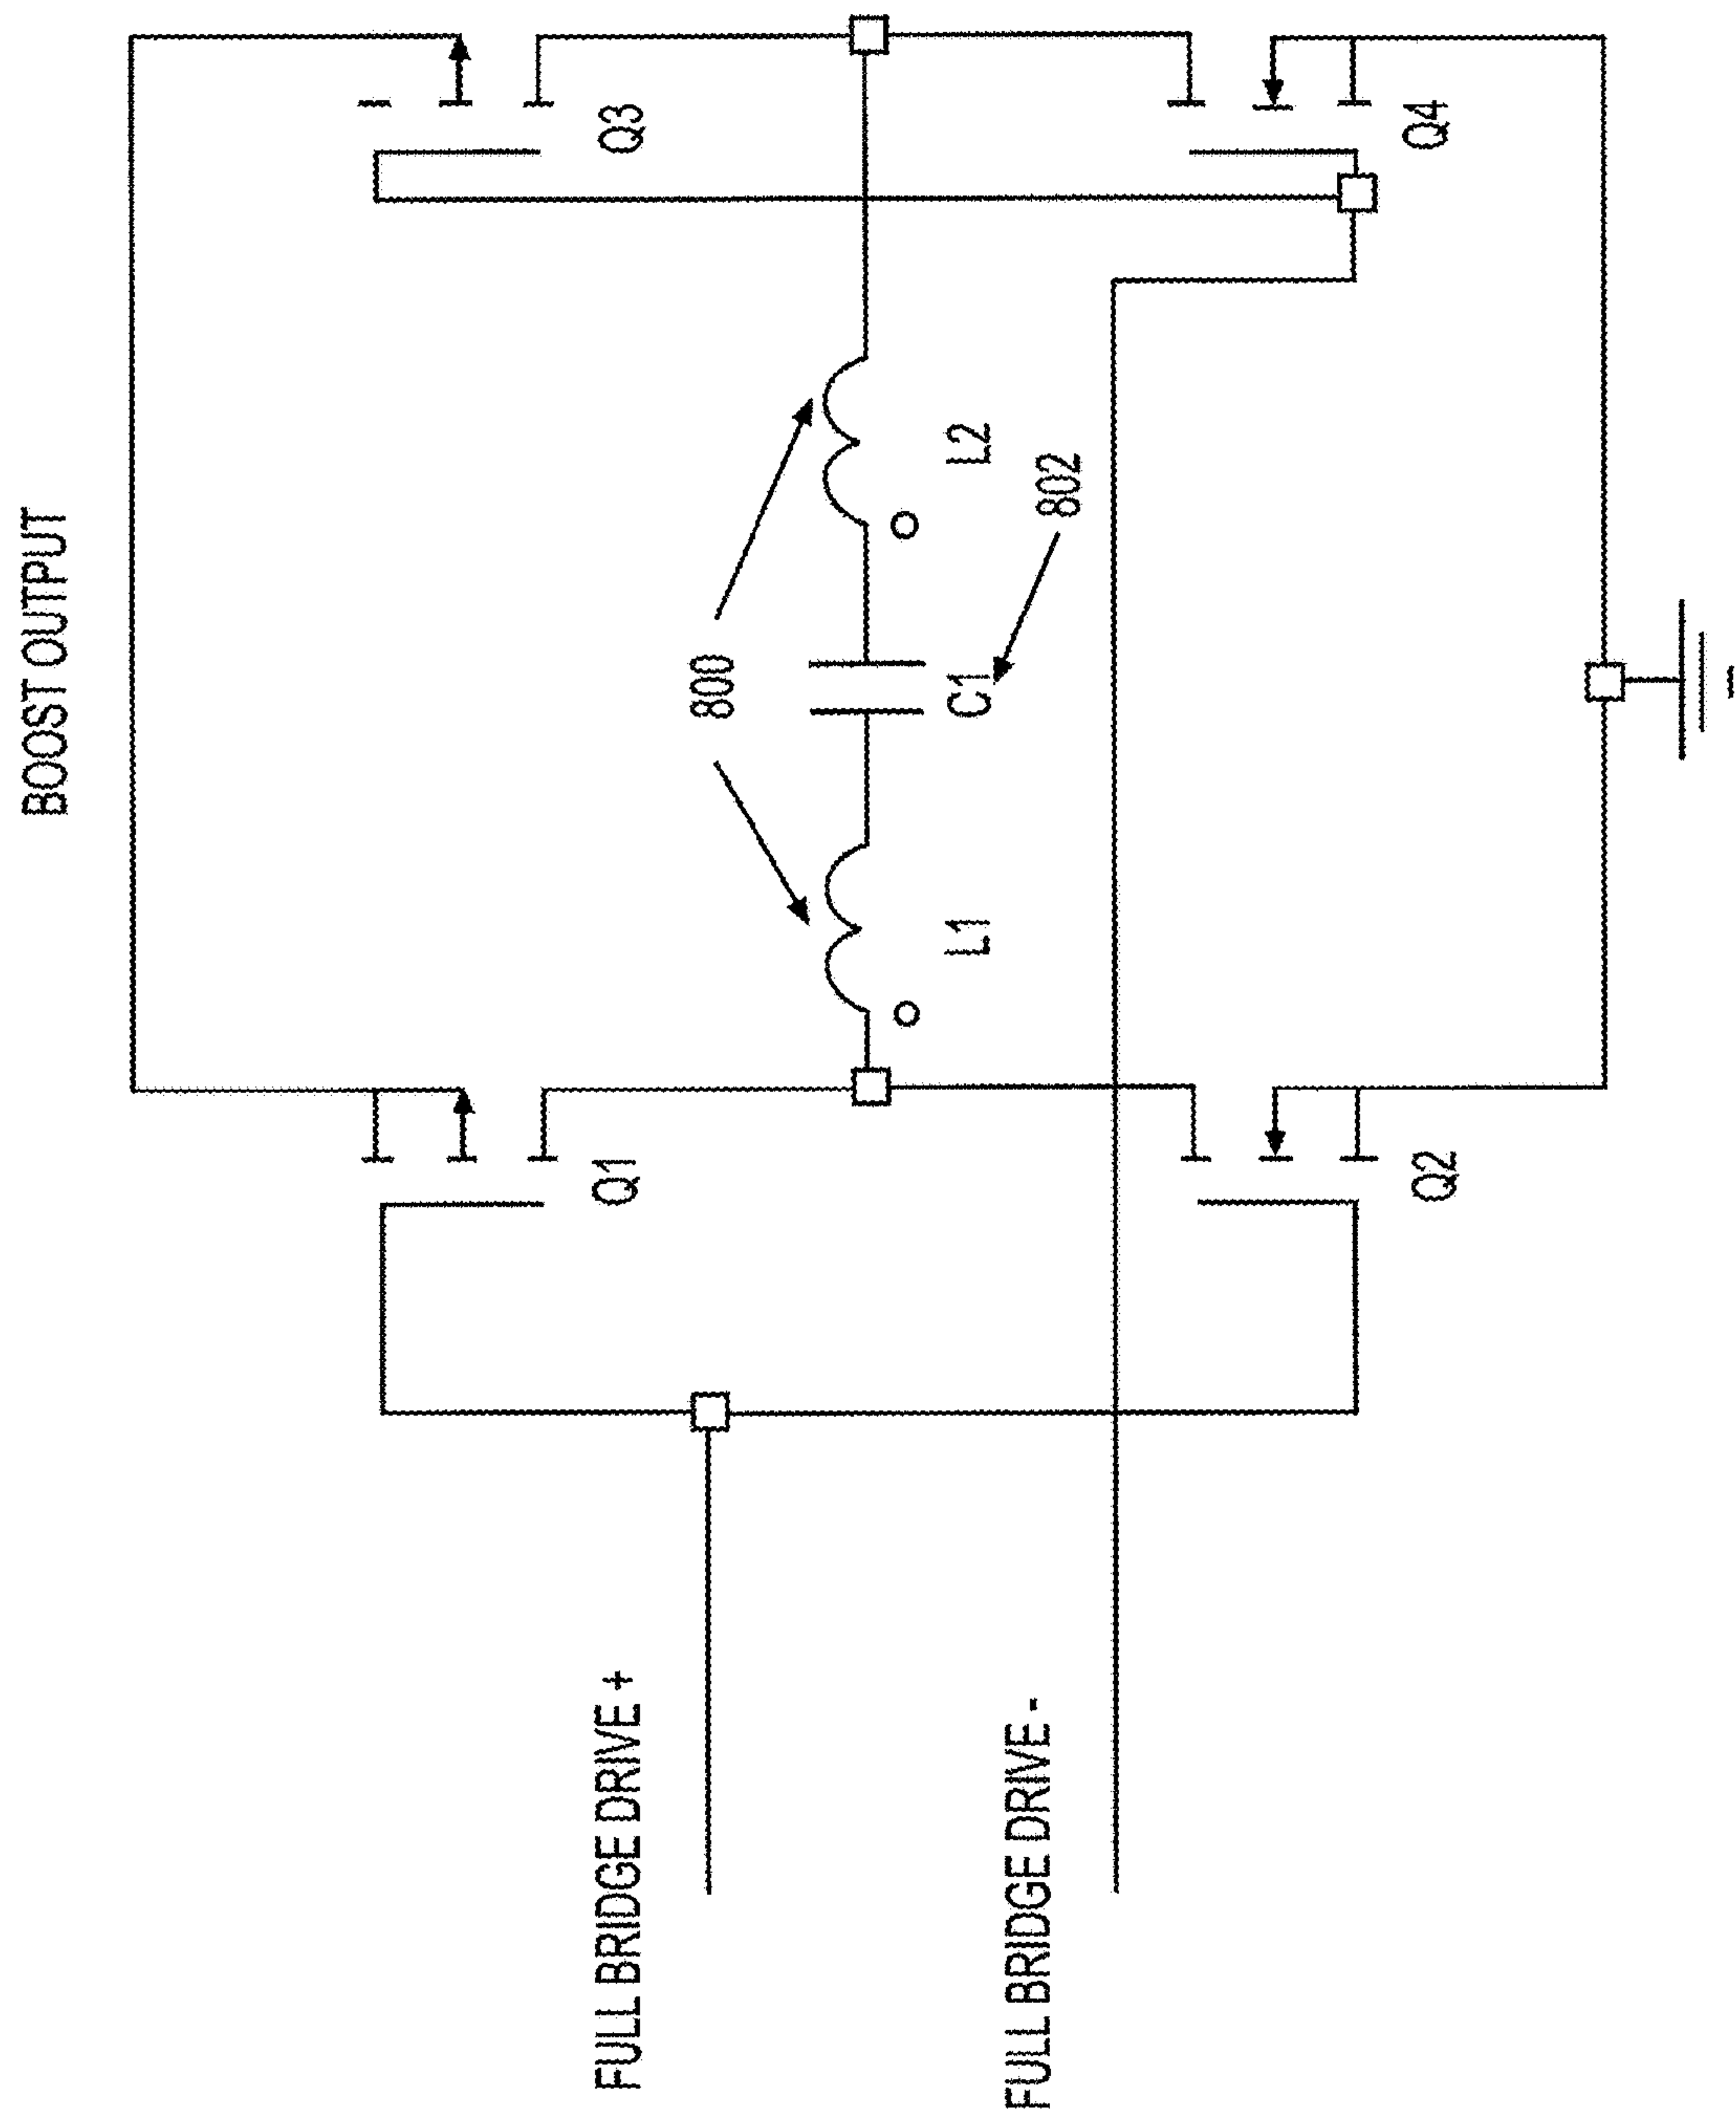 BOOST OUTPUT
Q1
Q3
800
L1
C1
L2
802
Q2
Q4
FULL BRIDGE DRIVE +
FULL BRIDGE DRIVE -